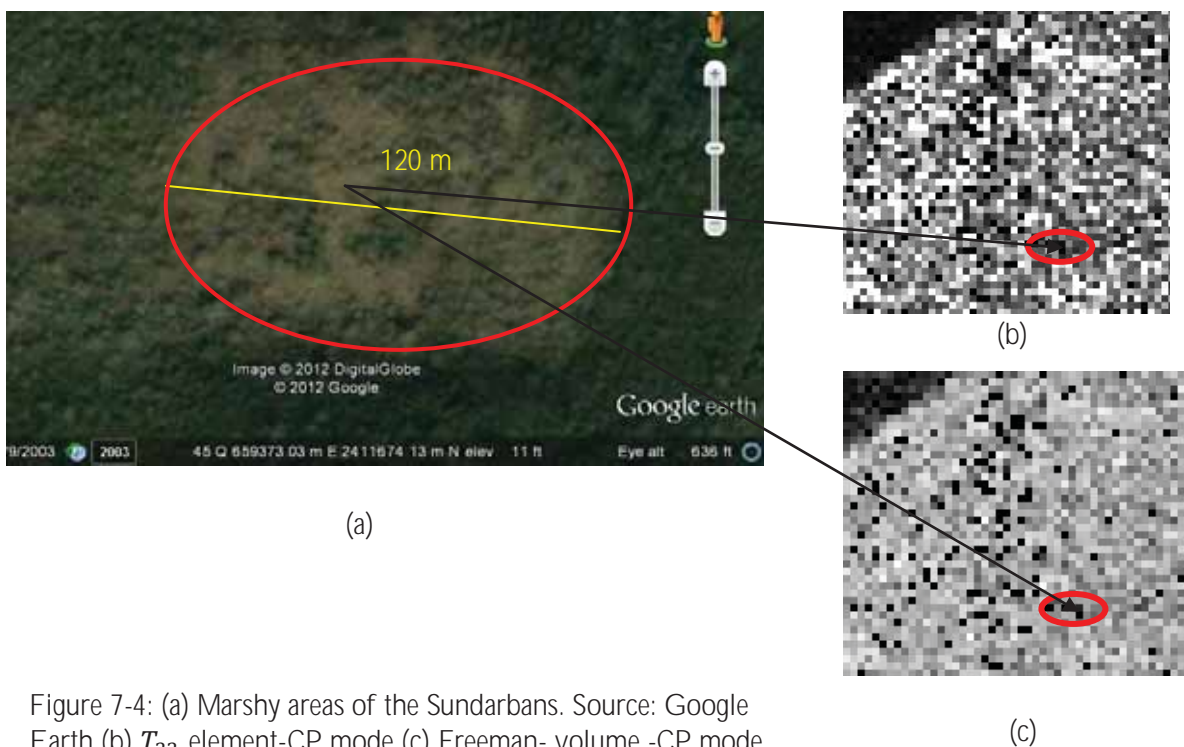 120 m
Image © 2012 DigitalGlobe
© 2012 Google
Google earth
9/2003 2003 45 Q 659373 03 m E 2411674 13 m N elev 11 ft Eye alt 636 ft
(a)
(b)
(c)
Figure 7-4: (a) Marshy areas of the Sundarbans. Source: Google
Earth (b) element-CP mode (c) Freeman- volume -CP mode